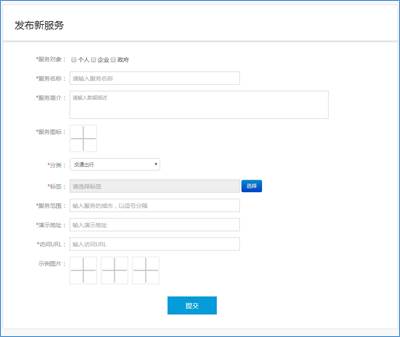 发布新服务
*服务对象： 个人 企业 政府
*服务名称： 请输入服务名称
*服务简介： 请输入数据描述
*服务图标：
*分类： 交通出行
*标签： 请选择标签 选择
*服务范围： 输入服务的城市，以逗号分隔
*演示地址： 输入演示地址
*访问URL： 输入访问URL
示例图片：
提交